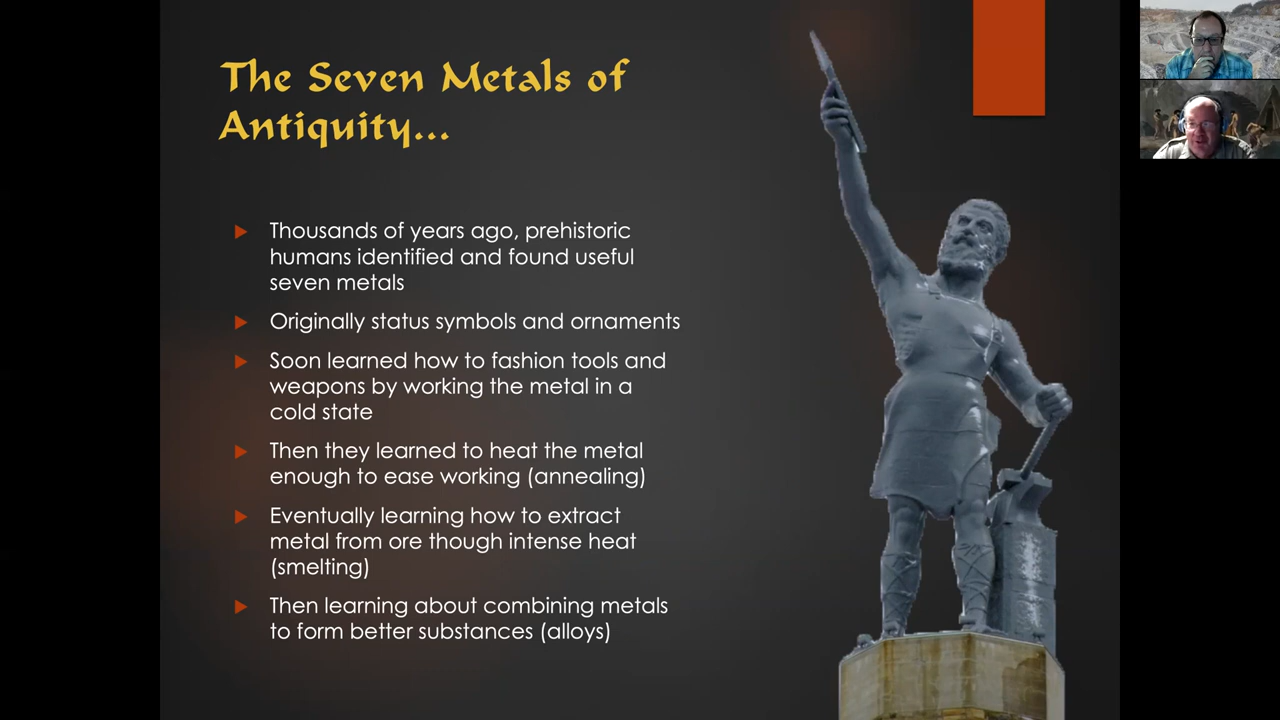 The Seven Metals of
Antiquity...
Thousands of years ago, prehistoric
humans identified and found useful
seven metals
Originally status symbols and ornaments
Soon learned how to fashion tools and
weapons by working the metal in a
cold state
Then they learned to heat the metal
enough to ease working (annealing)
Eventually learning how to extract
metal from ore though intense heat
(smelting)
Then learning about combining metals
to form better substances (alloys)